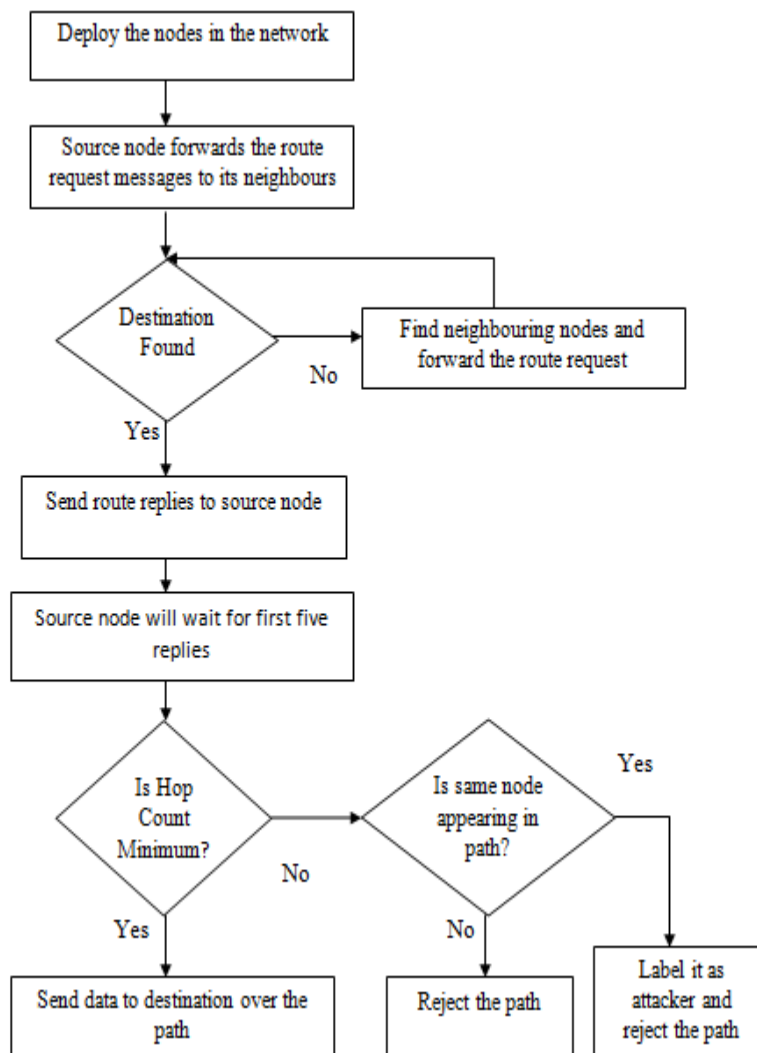 Deploy the nodes in the network
Source node forwards the route
request messages to its neighbours
Destination
Found
Find neighbouring nodes and
forward the route request
No
Yes
Send route replies to source node
Source node will wait for first five
replies
Is Hop
Count
Minimum?
No
Is same node
appearing in
path?
Yes
Yes
No
Send data to destination over the
path
Reject the path
Label it as
attacker and
reject the path